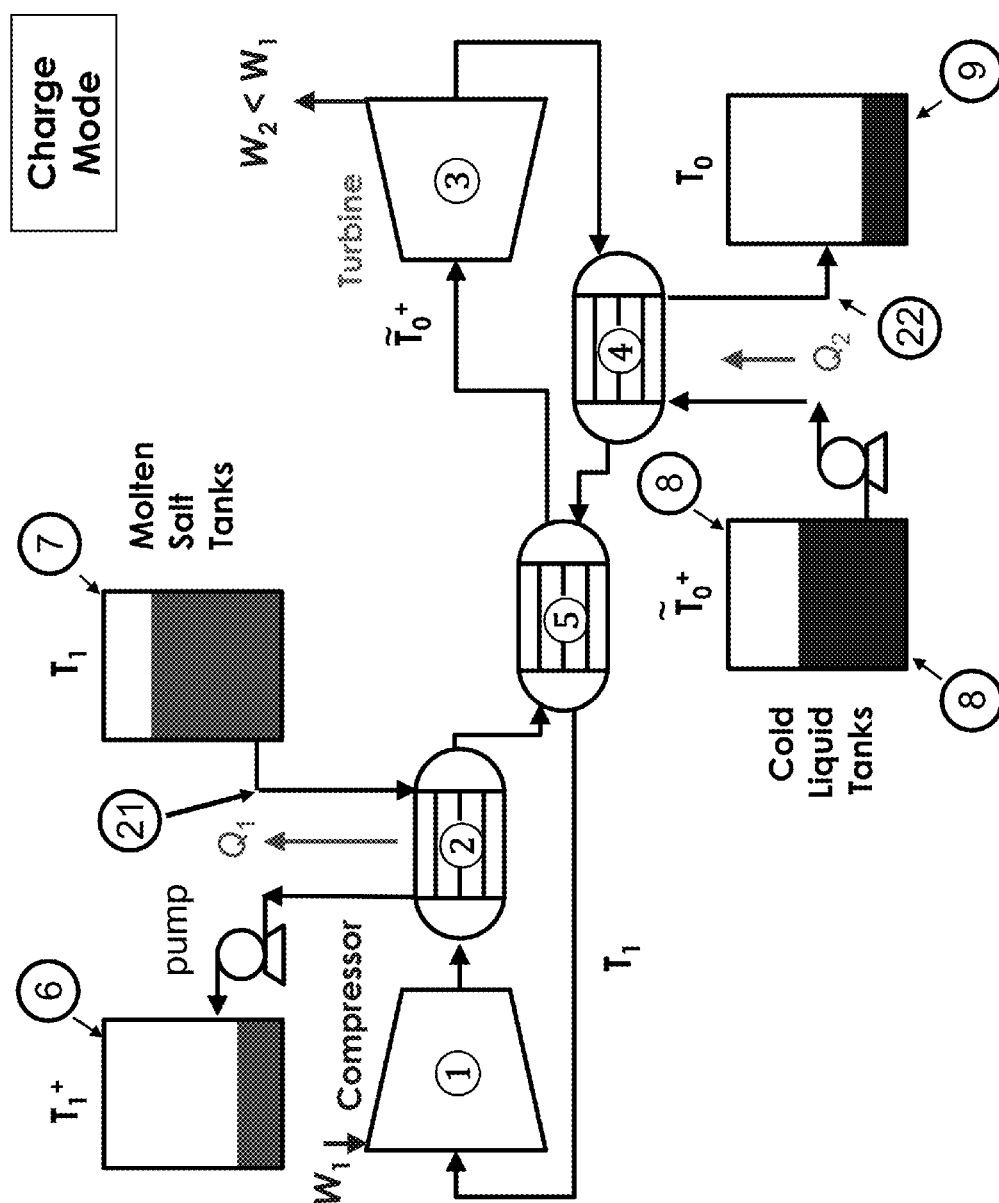 Charge
Mode
6
T₁⁺
pump
21
7
T₁
Molten
Salt
Tanks
W₁
Compressor
1
Q₁
2
T₁
5
T̃₀⁺
Turbine
W₂ < W₁
3
4
Q₂
22
Cold
Liquid
Tanks
8
T̃₀⁺
8
T₀
9